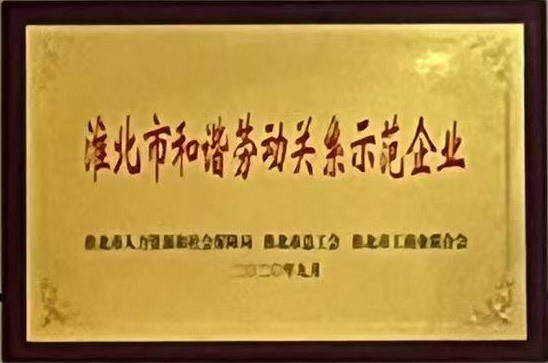 淮北市和谐劳动关系示范企业
淮北市人力资源和社会保障局 淮北市总工会 淮北市工商业联合会
二〇二〇年九月